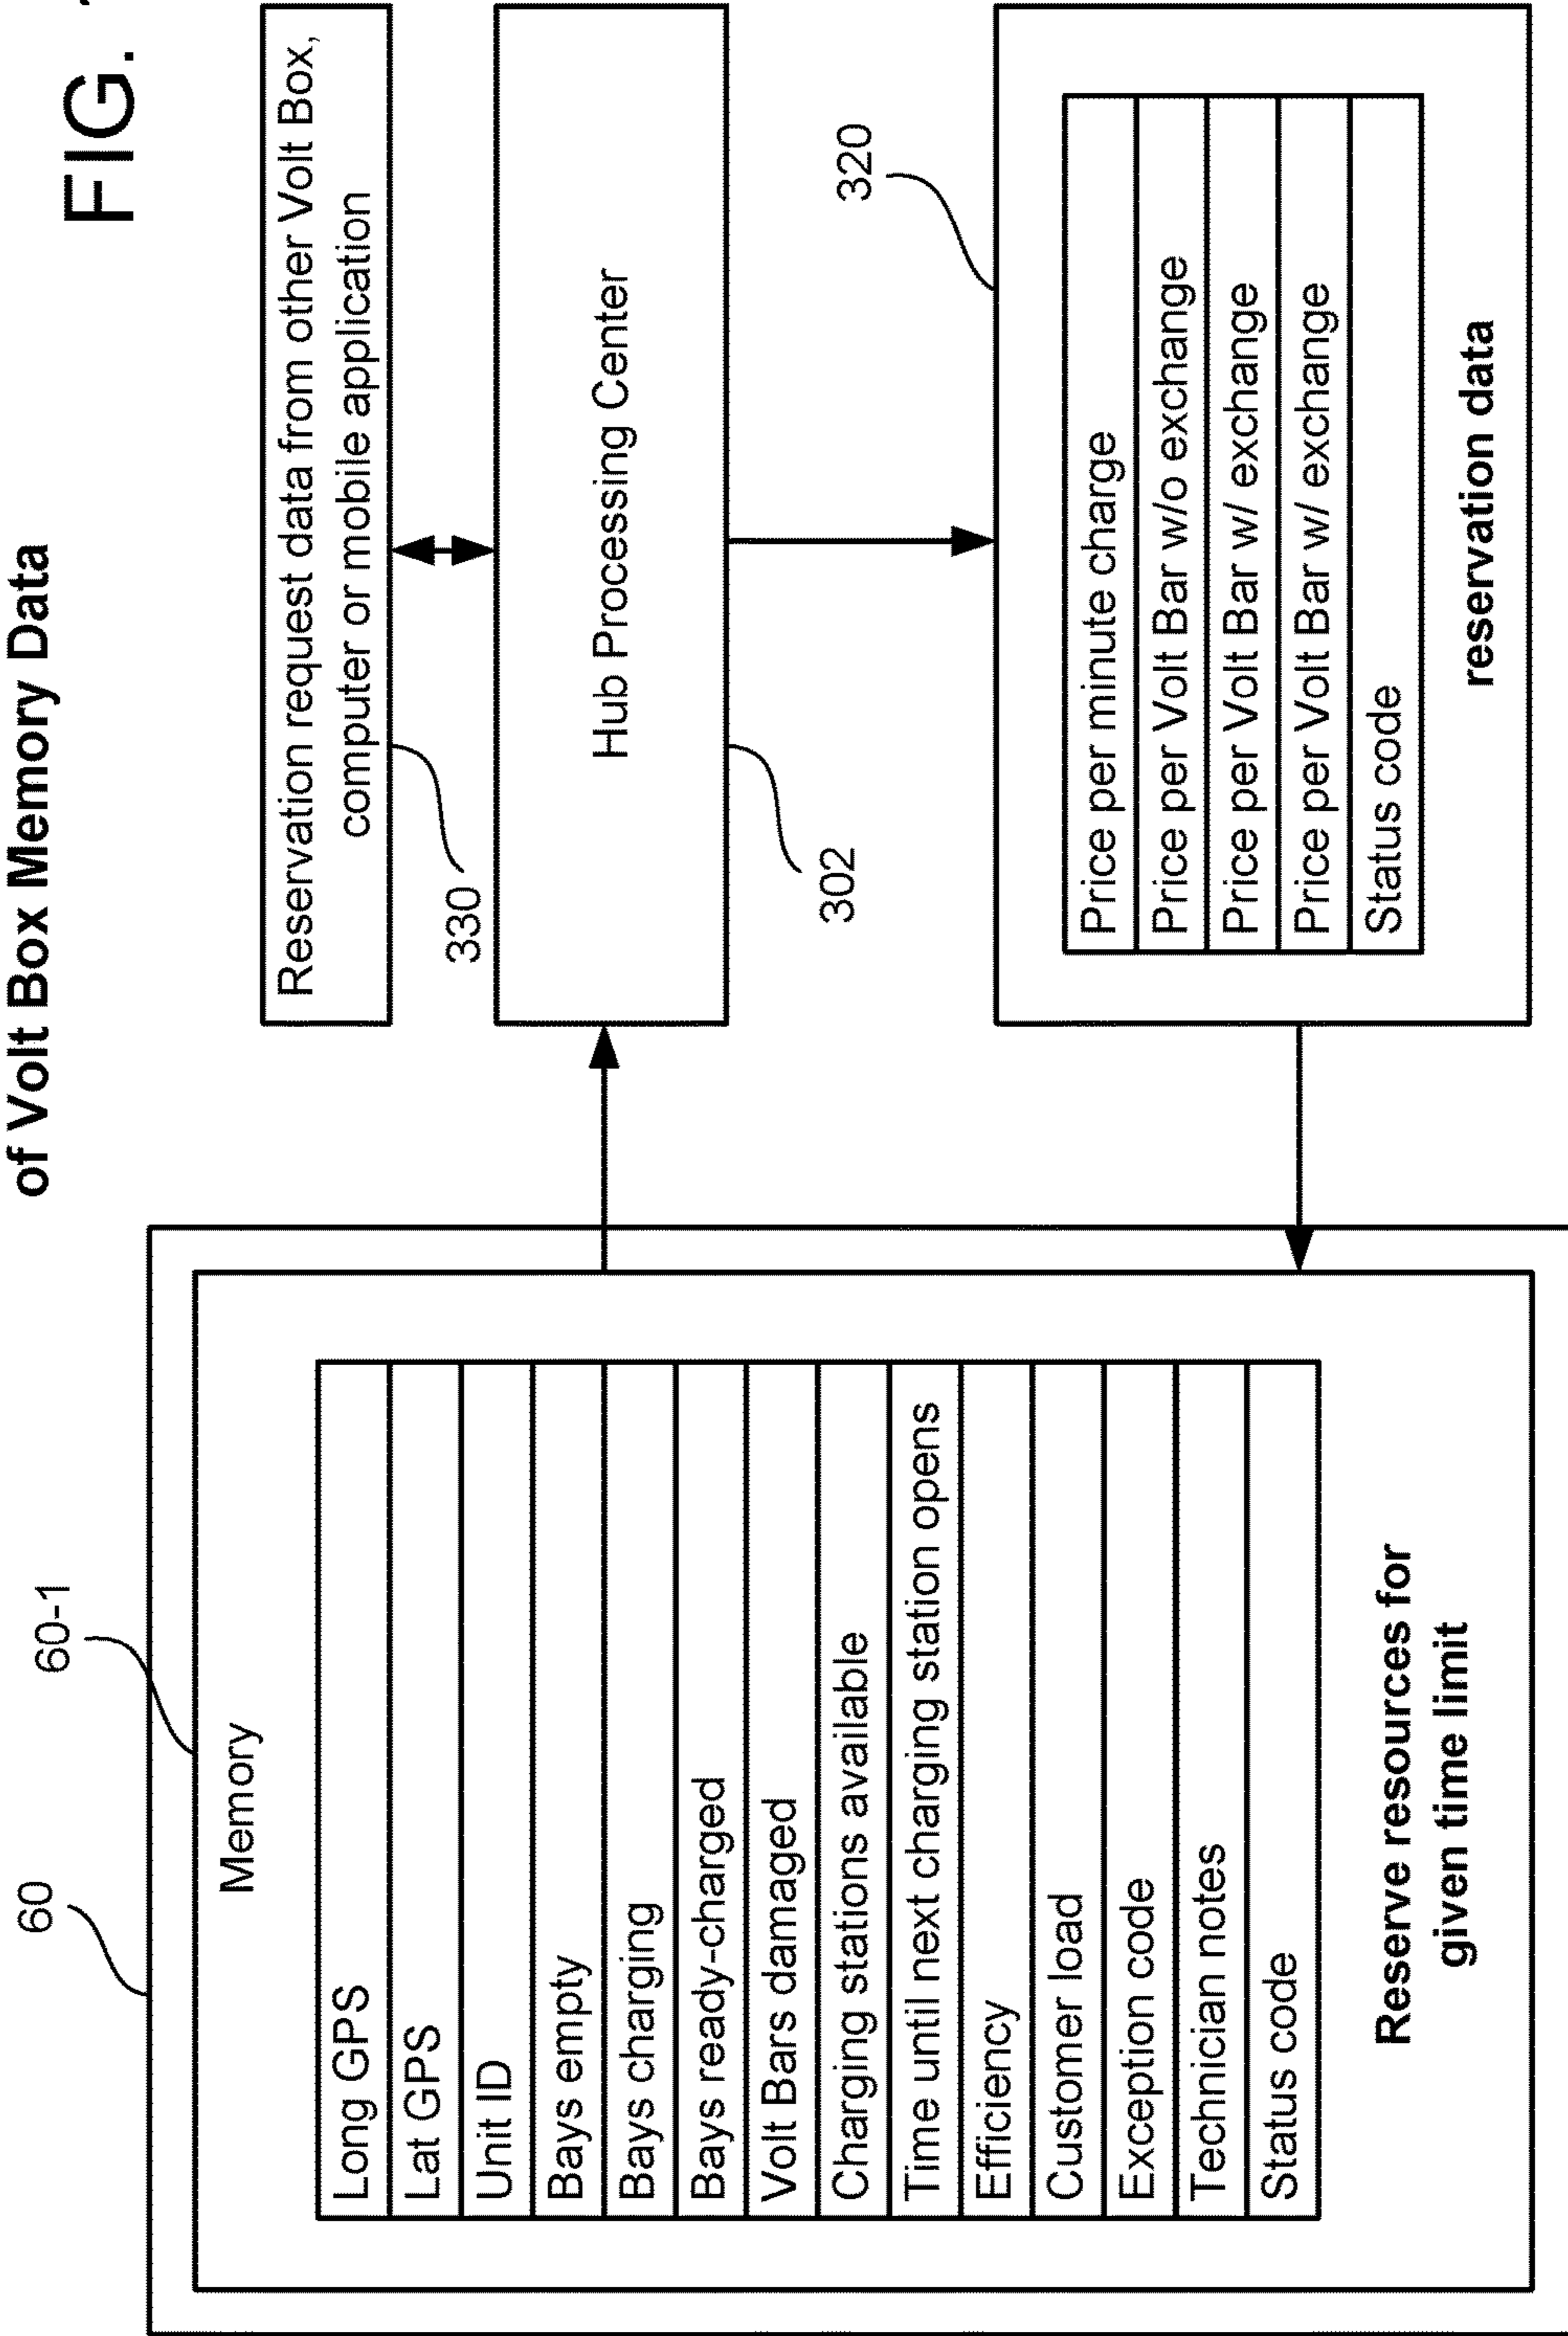 of Volt Box Memory Data
FIG.
60
60-1
Memory
Long GPS
Lat GPS
Unit ID
Bays empty
Bays charging
Bays ready-charged
Volt Bars damaged
Charging stations available
Time until next charging station opens
Efficiency
Customer load
Exception code
Technician notes
Status code
Reserve resources for
given time limit
Reservation request data from other Volt Box,
computer or mobile application
330
Hub Processing Center
302
320
Price per minute charge
Price per Volt Bar w/o exchange
Price per Volt Bar w/ exchange
Price per Volt Bar w/ exchange
Status code
reservation data